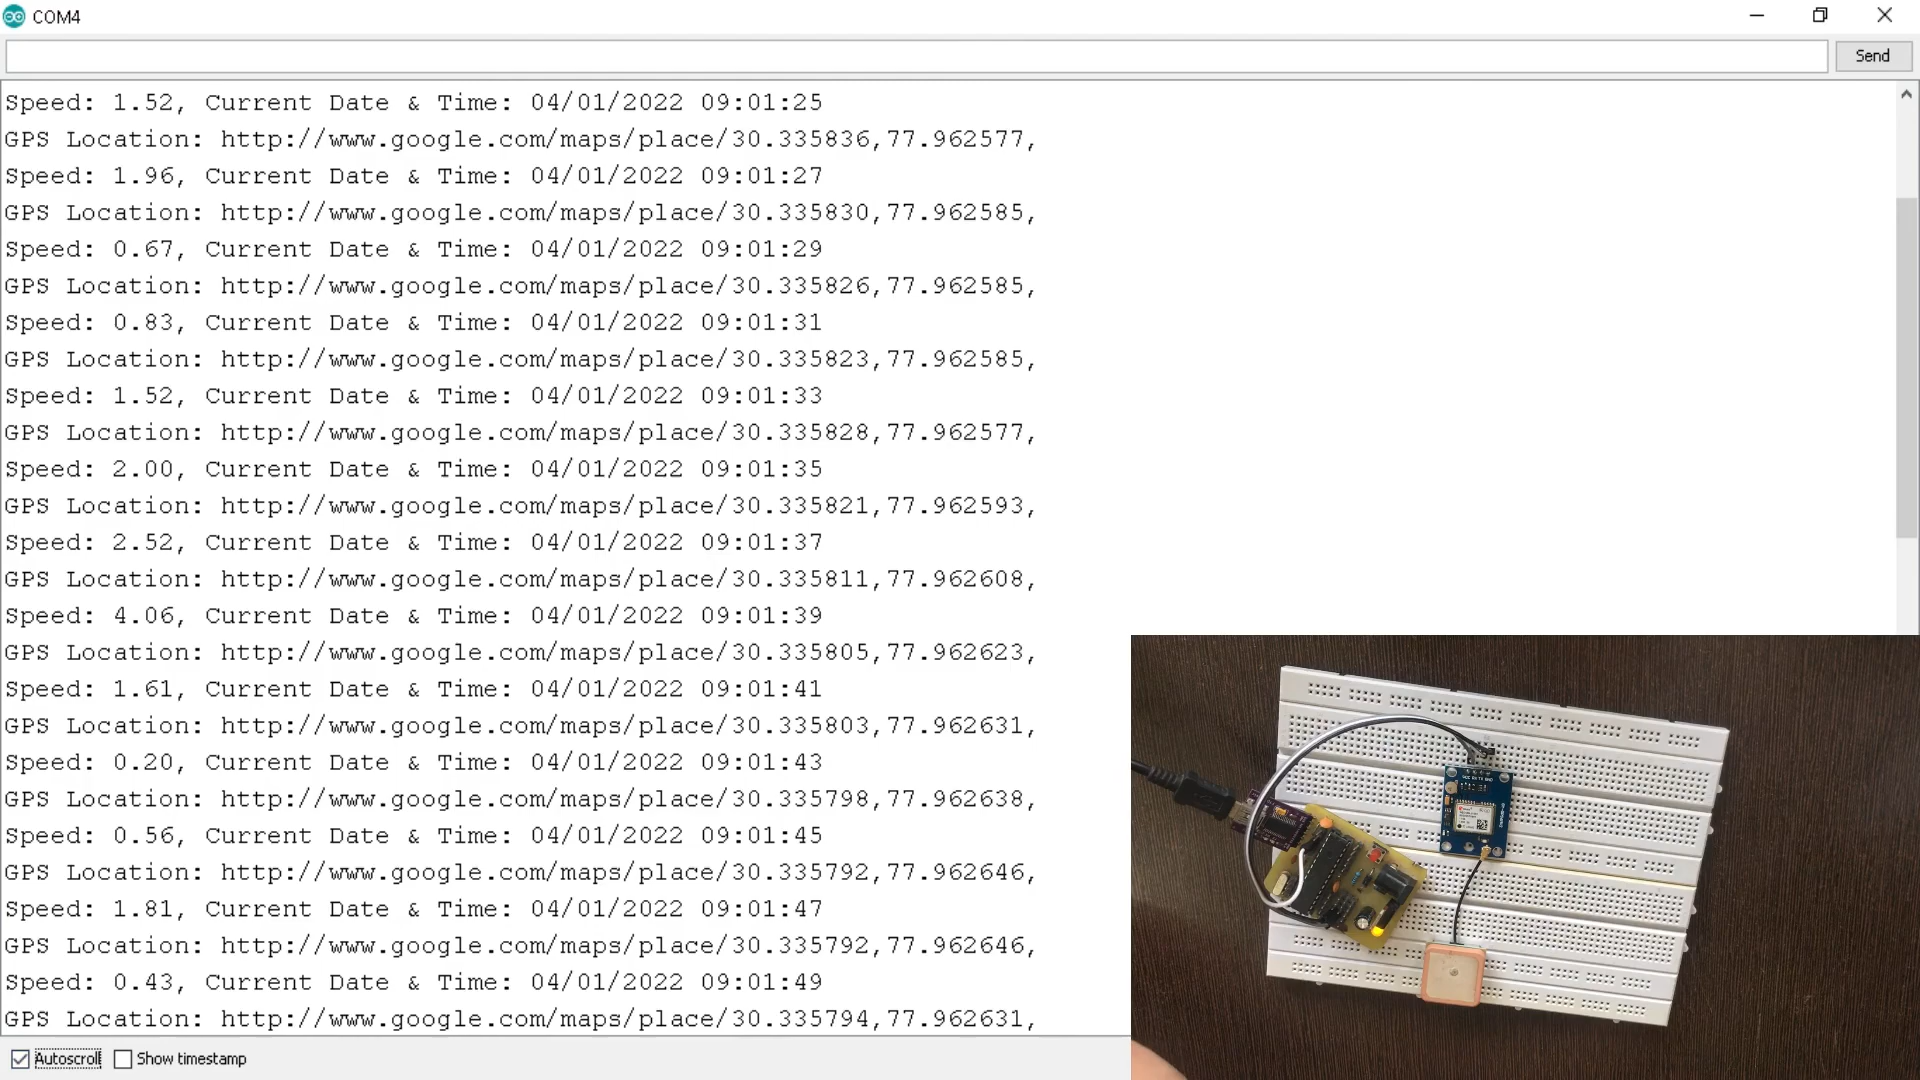 COM4
Send
Speed: 1.52, Current Date & Time: 04/01/2022 09:01:25
GPS Location: http://www.google.com/maps/place/30.335836,77.962577,
Speed: 1.96, Current Date & Time: 04/01/2022 09:01:27
GPS Location: http://www.google.com/maps/place/30.335830,77.962585,
Speed: 0.67, Current Date & Time: 04/01/2022 09:01:29
GPS Location: http://www.google.com/maps/place/30.335826,77.962585,
Speed: 0.83, Current Date & Time: 04/01/2022 09:01:31
GPS Location: http://www.google.com/maps/place/30.335823,77.962585,
Speed: 1.52, Current Date & Time: 04/01/2022 09:01:33
GPS Location: http://www.google.com/maps/place/30.335828,77.962577,
Speed: 2.00, Current Date & Time: 04/01/2022 09:01:35
GPS Location: http://www.google.com/maps/place/30.335821,77.962593,
Speed: 2.52, Current Date & Time: 04/01/2022 09:01:37
GPS Location: http://www.google.com/maps/place/30.335811,77.962608,
Speed: 4.06, Current Date & Time: 04/01/2022 09:01:39
GPS Location: http://www.google.com/maps/place/30.335805,77.962623,
Speed: 1.61, Current Date & Time: 04/01/2022 09:01:41
GPS Location: http://www.google.com/maps/place/30.335803,77.962631,
Speed: 0.20, Current Date & Time: 04/01/2022 09:01:43
GPS Location: http://www.google.com/maps/place/30.335798,77.962638,
Speed: 0.56, Current Date & Time: 04/01/2022 09:01:45
GPS Location: http://www.google.com/maps/place/30.335792,77.962646,
Speed: 1.81, Current Date & Time: 04/01/2022 09:01:47
GPS Location: http://www.google.com/maps/place/30.335792,77.962646,
Speed: 0.43, Current Date & Time: 04/01/2022 09:01:49
GPS Location: http://www.google.com/maps/place/30.335794,77.962631,
Autoscroll Show timestamp